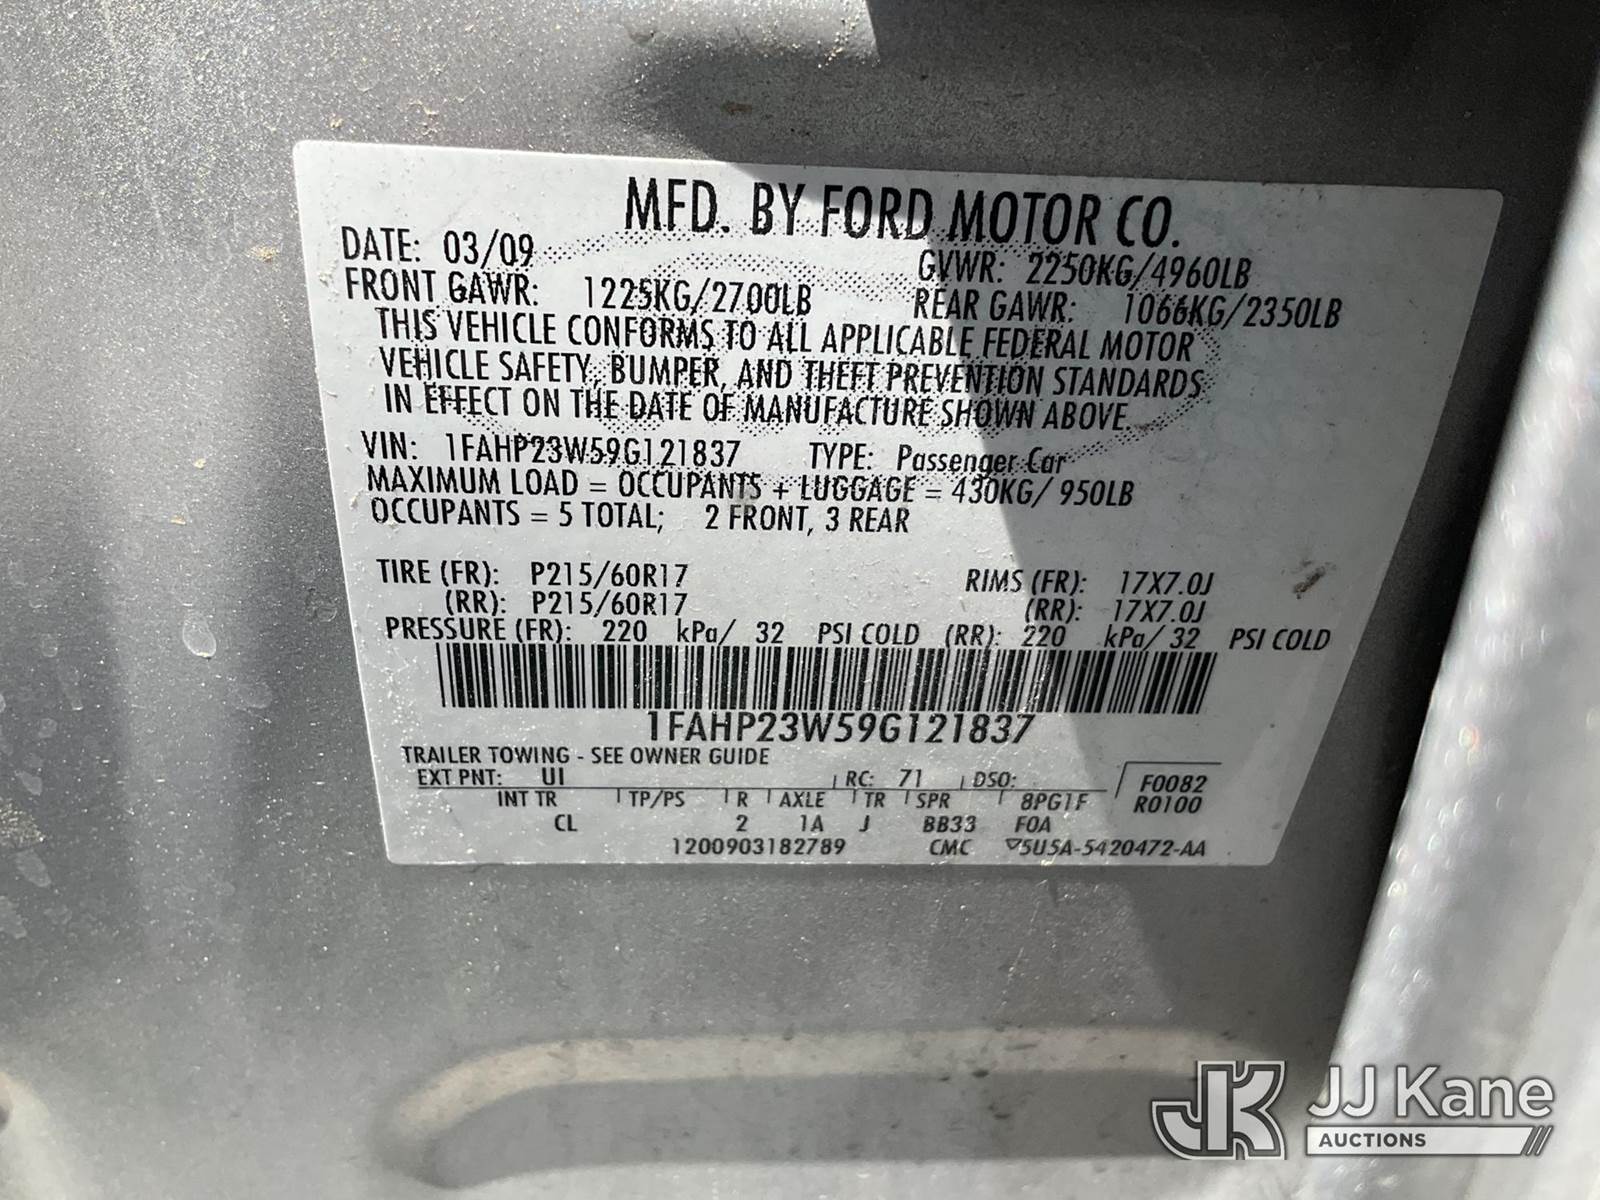 MFD. BY FORD MOTOR CO.
DATE: 03/09 GVWR: 2250KG/4960LB
FRONT GAWR: 1225KG/2700LB REAR GAWR: 1066KG/2350LB
THIS VEHICLE CONFORMS TO ALL APPLICABLE FEDERAL MOTOR
VEHICLE SAFETY, BUMPER, AND THEFT PREVENTION STANDARDS
IN EFFECT ON THE DATE OF MANUFACTURE SHOWN ABOVE.
VIN: 1FAHP23W59G121837 TYPE: Passenger Car
MAXIMUM LOAD = OCCUPANTS + LUGGAGE = 430KG/ 950LB
OCCUPANTS = 5 TOTAL; 2 FRONT, 3 REAR
TIRE (FR): P215/60R17 RIMS (FR): 17X7.0J
(RR): P215/60R17 (RR): 17X7.0J
PRESSURE (FR): 220 kPa/ 32 PSI COLD (RR): 220 kPa/ 32 PSI COLD
1FAHP23W59G121837
TRAILER TOWING - SEE OWNER GUIDE
EXT PNT: UI RC: 71 DSO: F0082
INT TR TP/PS R AXLE TR SPR 8PG1F R0100
CL 2 1A J BB33 F0A
1200903182789 CMC ▽5U5A-5420472-AA
JK JJ Kane
AUCTIONS